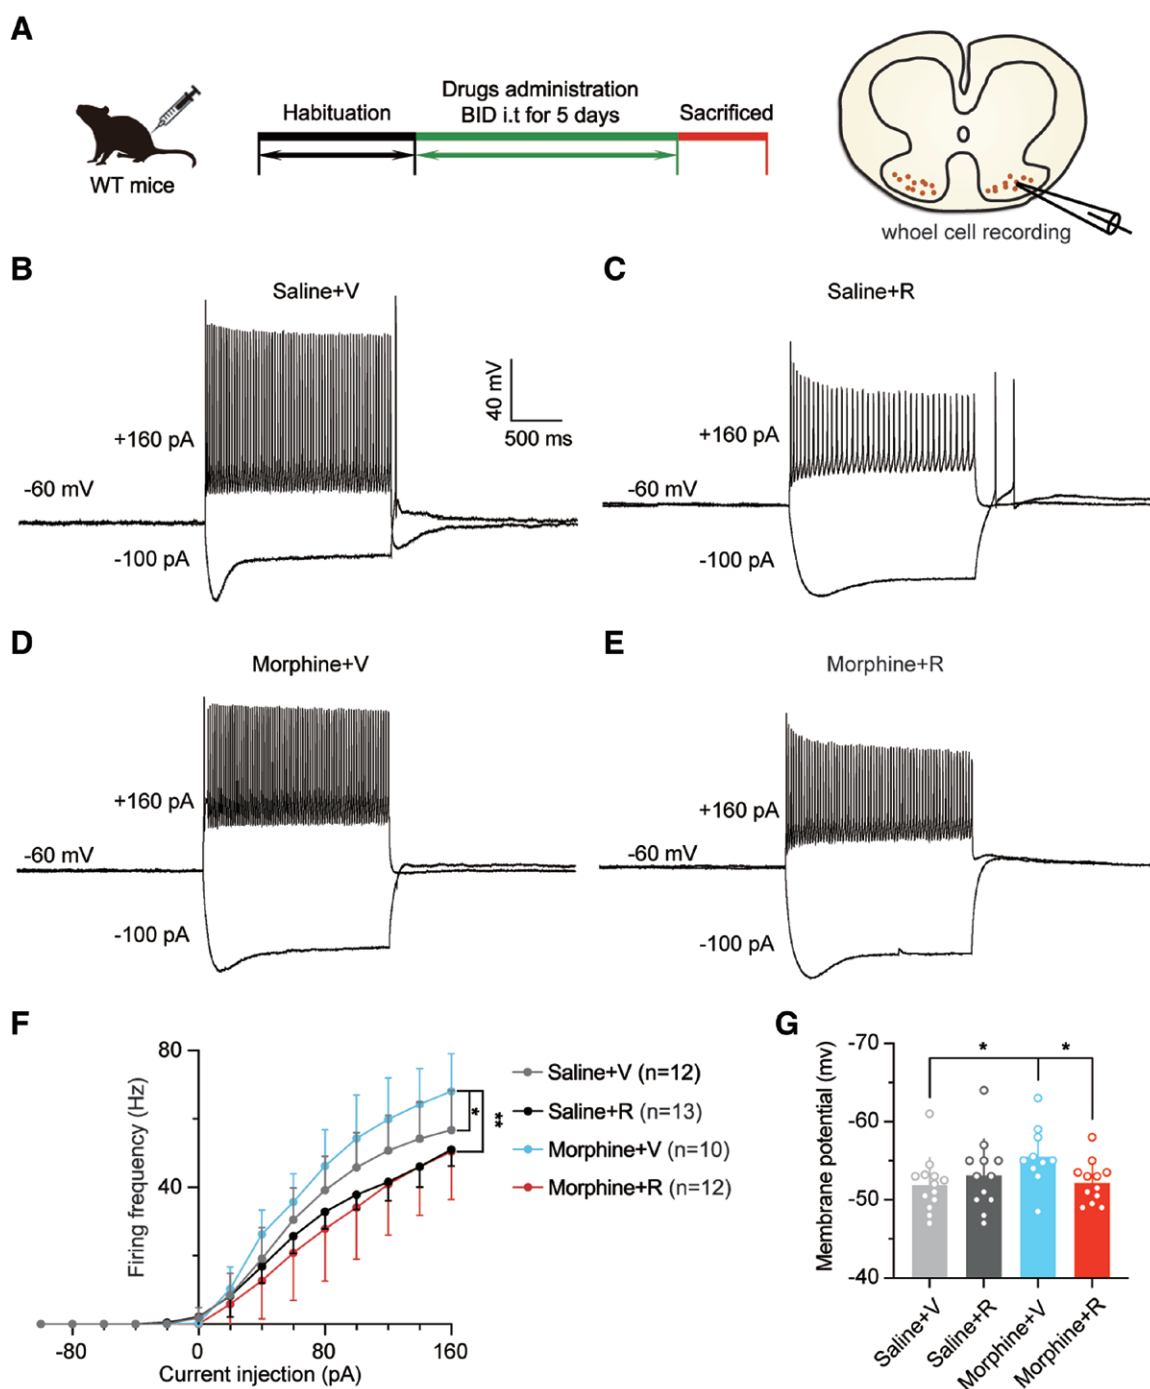 A
Habituation
Drugs administration
BID i.t for 5 days
Sacrificed
WT mice
whoel cell recording
B
Saline+V
+160 pA
-60 mV
-100 pA
40 mV
500 ms
C
Saline+R
+160 pA
-60 mV
-100 pA
D
Morphine+V
+160 pA
-60 mV
-100 pA
E
Morphine+R
+160 pA
-60 mV
-100 pA
F
Firing frequency (Hz)
80
40
-80
0
80
160
Current injection (pA)
*
**
Saline+V (n=12)
Saline+R (n=13)
Morphine+V (n=10)
Morphine+R (n=12)
G
Membrane potential (mv)
-70
-60
-50
-40
*
*
Saline+V
Saline+R
Morphine+V
Morphine+R